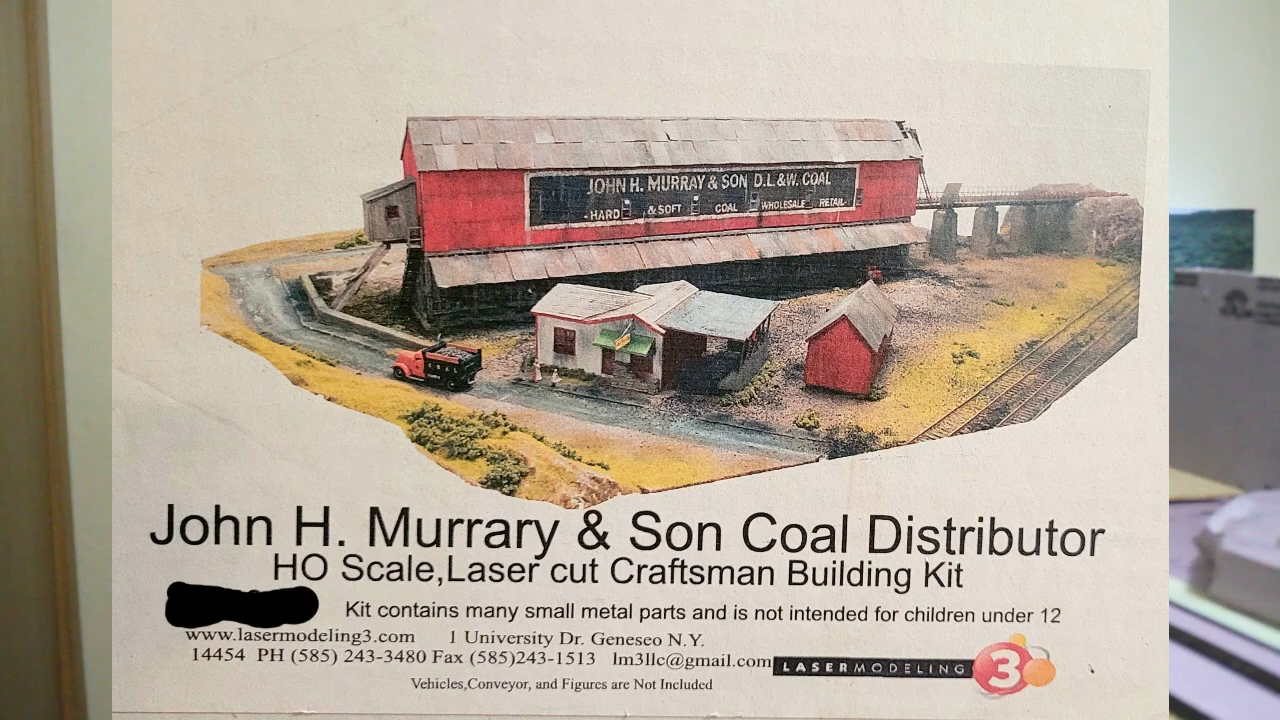 JOHN H. MURRAY & SON D.L.&W. COAL
- HARD & SOFT COAL WHOLESALE RETAIL-
John H. Murrary & Son Coal Distributor
HO Scale,Laser cut Craftsman Building Kit
Kit contains many small metal parts and is not intended for children under 12
www.lasermodeling3.com 1 University Dr. Geneseo N.Y.
14454 PH (585) 243-3480 Fax (585)243-1513 lm3llc@gmail.com
LASERMODELING 3
Vehicles,Conveyor, and Figures are Not Included